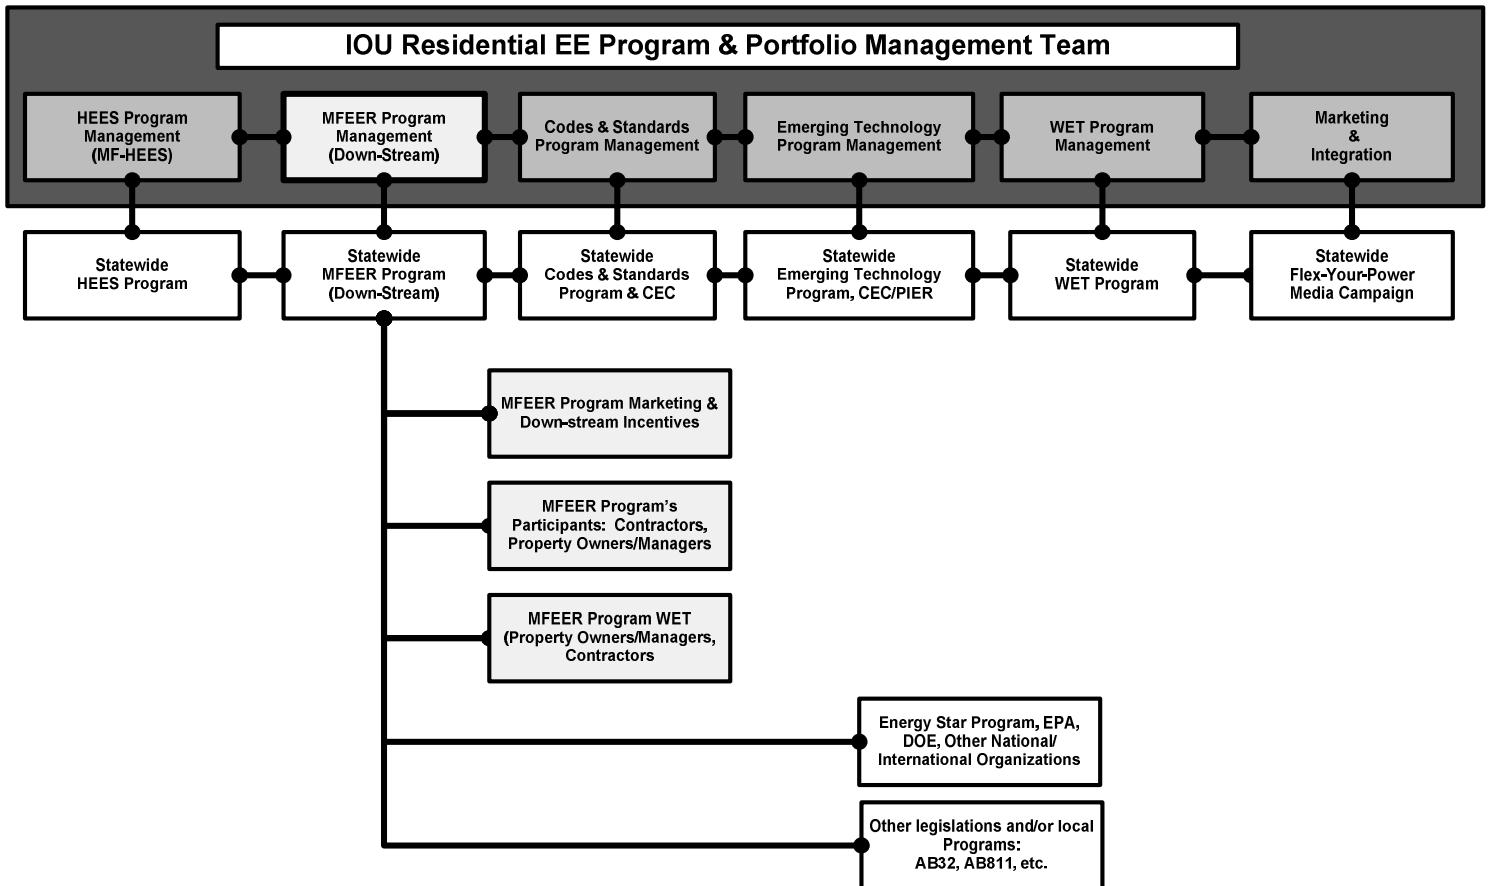 IOU Residential EE Program & Portfolio Management Team
HEES Program
Management
(MF-HEES)
MFEER Program
Management
(Down-Stream)
Codes & Standards
Program Management
Emerging Technology
Program Management
WET Program
Management
Marketing
&
Integration
Statewide
HEES Program
Statewide
MFEER Program
(Down-Stream)
Statewide
Codes & Standards
Program & CEC
Statewide
Emerging Technology
Program, CEC/PIER
Statewide
WET Program
Statewide
Flex-Your-Power
Media Campaign
MFEER Program Marketing &
Down-stream Incentives
MFEER Program’s
Participants:  Contractors,
Property Owners/Managers
MFEER Program WET
(Property Owners/Managers,
Contractors
Energy Star Program, EPA,
DOE, Other National/
International Organizations
Other legislations and/or local
Programs:
AB32, AB811, etc.